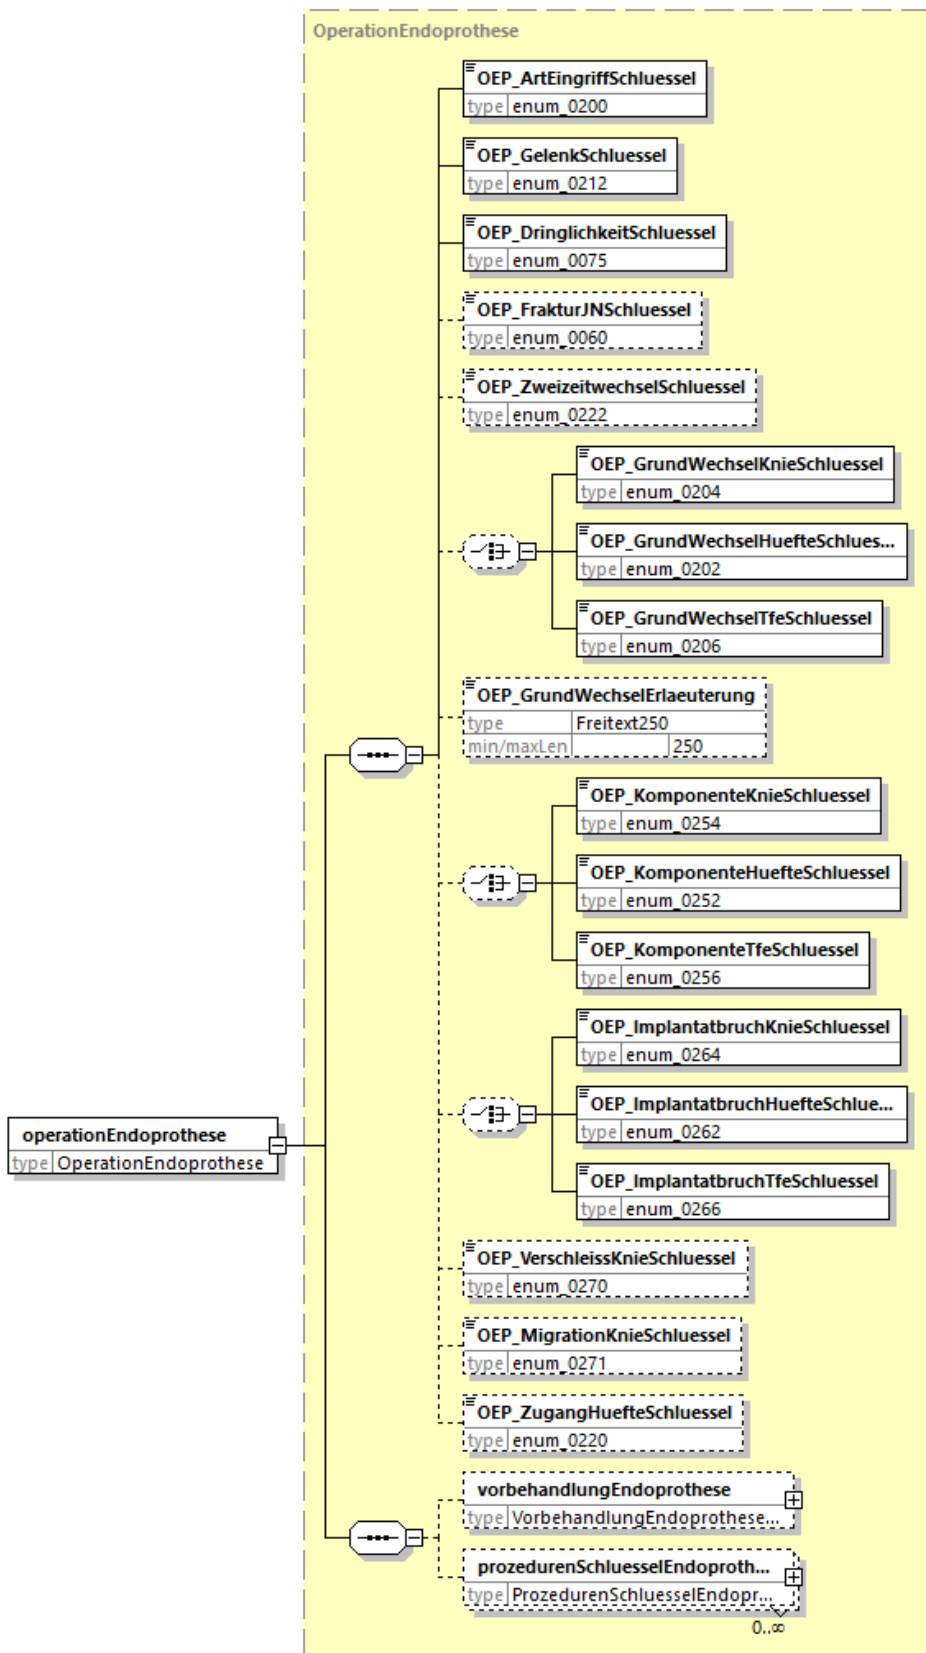 OperationEndoprothese
OEP_ArtEingriffSchluessel
type enum_0200
OEP_GelenkSchluessel
type enum_0212
OEP_DringlichkeitSchluessel
type enum_0075
OEP_FrakturJNSchluessel
type enum_0060
OEP_ZweizeitwechselSchluessel
type enum_0222
OEP_GrundWechselKnieSchluessel
type enum_0204
OEP_GrundWechselHuefteSchlues...
type enum_0202
OEP_GrundWechselTfeSchluessel
type enum_0206
OEP_GrundWechselErlaeuterung
type Freitext250
min/maxLen 250
OEP_KomponenteKnieSchluessel
type enum_0254
OEP_KomponenteHuefteSchluessel
type enum_0252
OEP_KomponenteTfeSchluessel
type enum_0256
OEP_ImplantatbruchKnieSchluessel
type enum_0264
OEP_ImplantatbruchHuefteSchlue...
type enum_0262
OEP_ImplantatbruchTfeSchluessel
type enum_0266
operationEndoprothese
type OperationEndoprothese
OEP_VerschleissKnieSchluessel
type enum_0270
OEP_MigrationKnieSchluessel
type enum_0271
OEP_ZugangHuefteSchluessel
type enum_0220
vorbehandlungEndoprothese
type VorbehandlungEndoprothese...
prozedurenSchluesselEndoproth...
type ProzedurenSchluesselEndopr...
0..∞